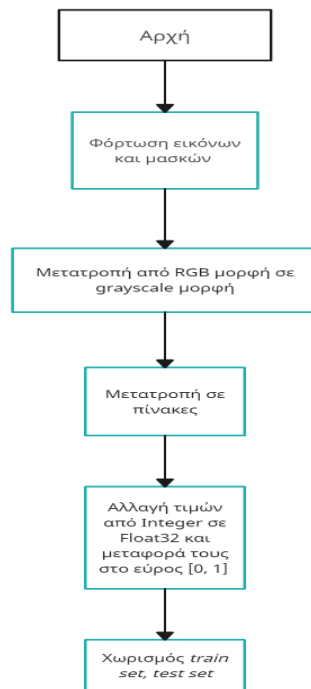 Αρχή
Φόρτωση εικόνων
και μασκών
Μετατροπή από RGB μορφή σε
grayscale μορφή
Μετατροπή σε
πίνακες
Αλλαγή τιμών
από Integer σε
Float32 και
μεταφορά τους
στο εύρος [0, 1]
Χωρισμός train
set, test set